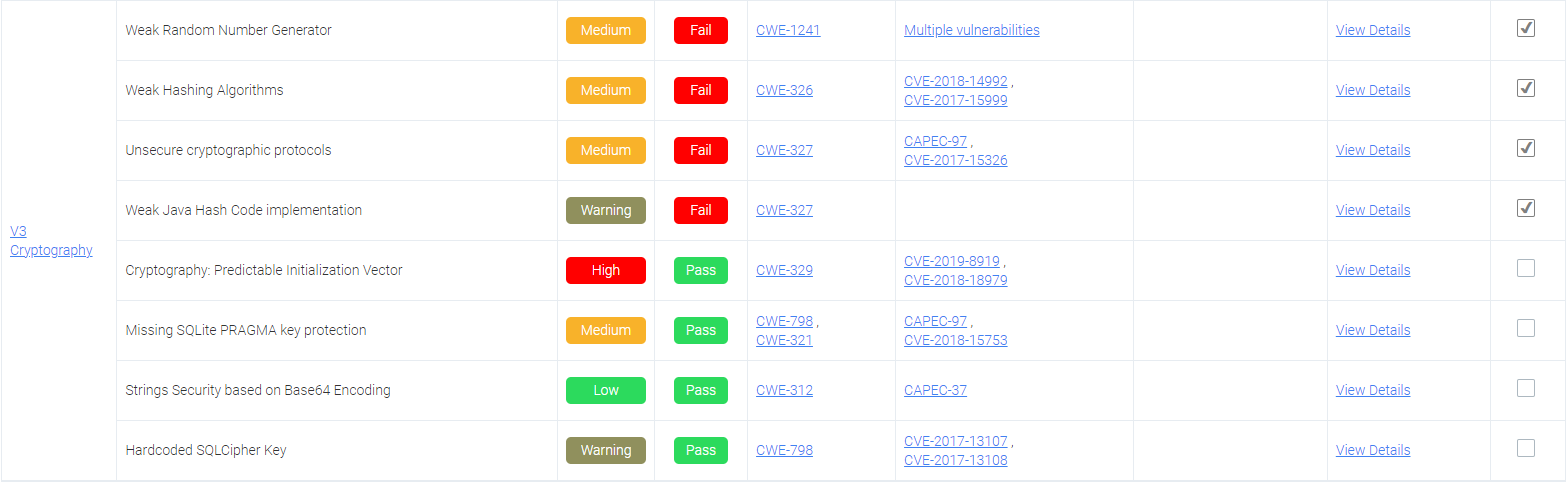 Weak Random Number Generator Medium Fail CWE-1241 Multiple vulnerabilities View Details
Weak Hashing Algorithms Medium Fail CWE-326 CVE-2018-14992 , View Details
CVE-2017-15999
Unsecure cryptographic protocols Medium Fail CWE-327 CAPEC-97 , View Details
CVE-2017-15326
Weak Java Hash Code implementation Warning Fail CWE-327 View Details
V3
Cryptography
Cryptography: Predictable Initialization Vector High Pass CWE-329 CVE-2019-8919 , View Details
CVE-2018-18979
Missing SQLite PRAGMA key protection Medium Pass CWE-798 , CAPEC-97 , View Details
CWE-321 CVE-2018-15753
Strings Security based on Base64 Encoding Low Pass CWE-312 CAPEC-37 View Details
Hardcoded SQLCipher Key Warning Pass CWE-798 CVE-2017-13107 , View Details
CVE-2017-13108